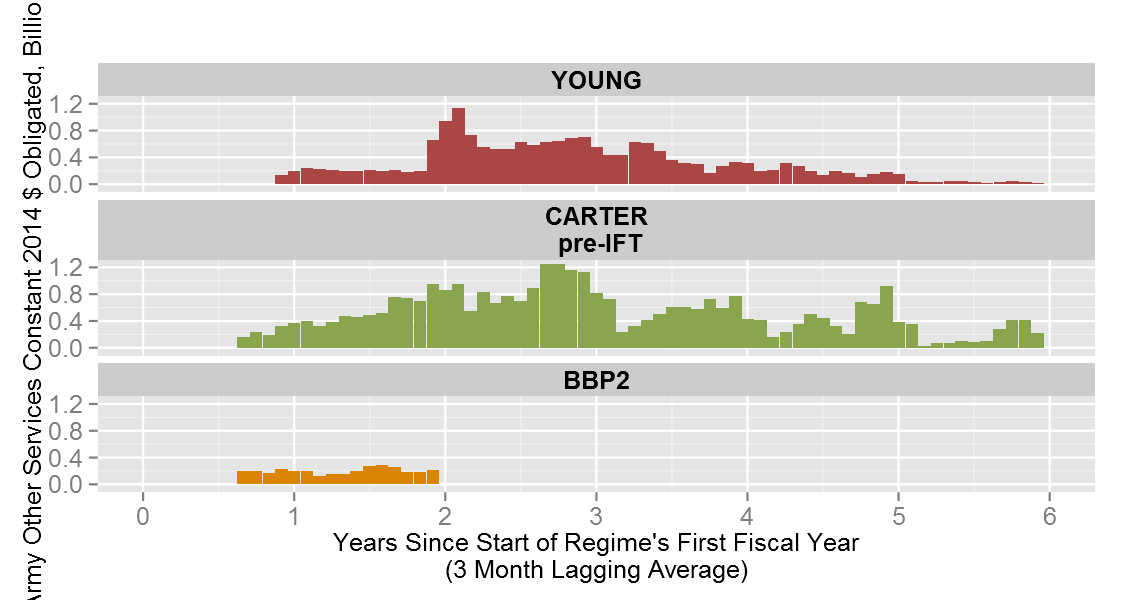 Army Other Services Constant 2014 $ Obligated, Billio
YOUNG
1.2
0.8
0.4
0.0
CARTER
pre-IFT
1.2
0.8
0.4
0.0
BBP2
1.2
0.8
0.4
0.0
0 1 2 3 4 5 6
Years Since Start of Regime's First Fiscal Year
(3 Month Lagging Average)